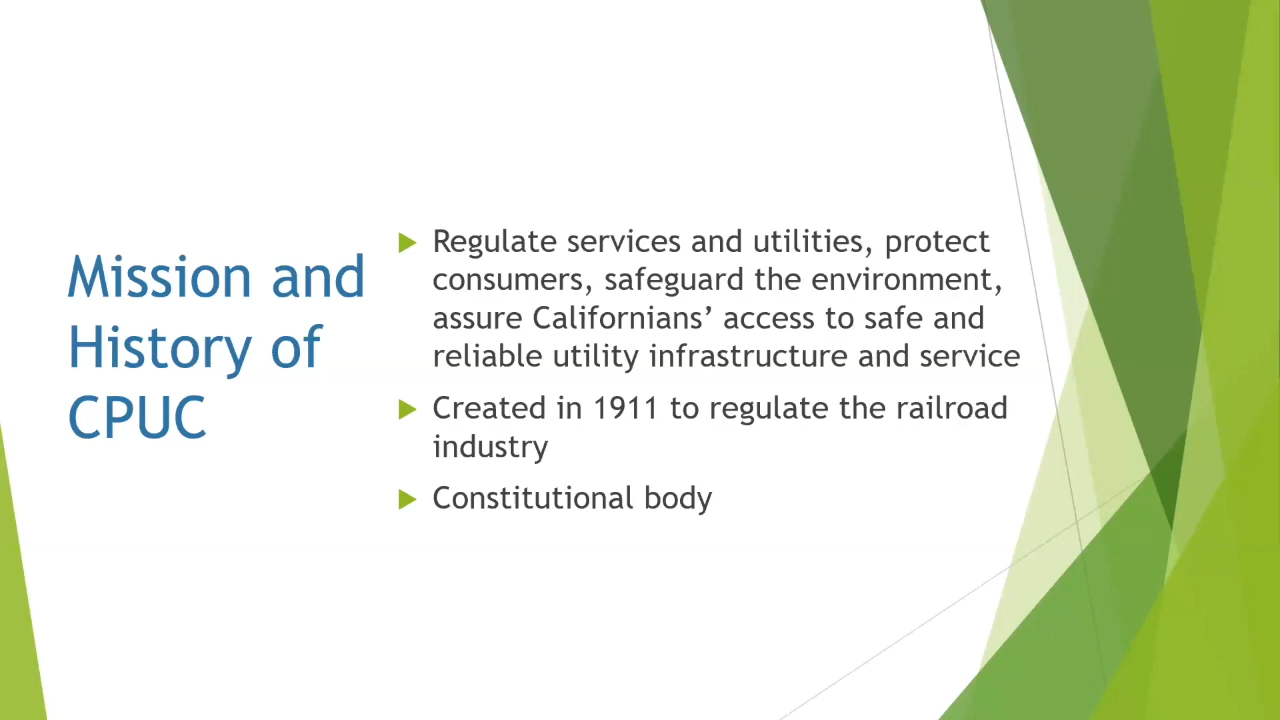 Mission and
History of
CPUC
Regulate services and utilities, protect
consumers, safeguard the environment,
assure Californians’ access to safe and
reliable utility infrastructure and service
Created in 1911 to regulate the railroad
industry
Constitutional body